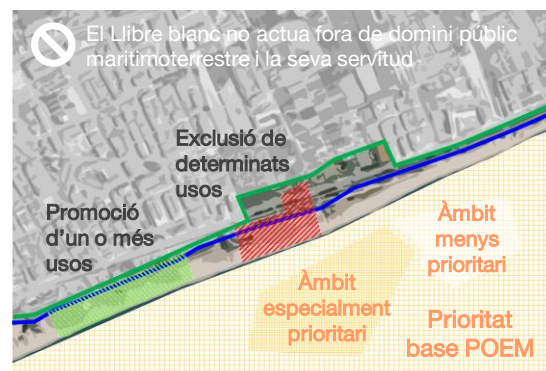 El Llibre blanc no actua fora de domini públic
maritimoterrestre i la seva servitud
Exclusió de
determinats
usos
Promoció
d'un o més
usos
Àmbit
menys
prioritari
Àmbit
especialment
prioritari
Prioritat
base POEM